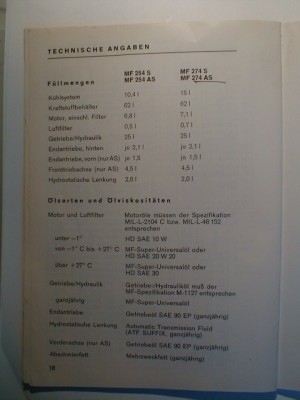 TECHNISCHE ANGABEN
MF 254 S MF 274 S
Füllmengen MF 254 AS MF 274 AS
Kühlsystem 10,4 l 15 l
Kraftstoffbehälter 62 l 62 l
Motor, einschl. Filter 6,8 l 7,1 l
Luftfilter 0,5 l 0,7 l
Getriebe/Hydraulik 25 l 25 l
Endantriebe, hinten je 2,1 l je 2,1 l
Endantriebe, vorn (nur AS) je 1,5 je 1,5 l
Frontriebachse (nur AS) 4,5 l 4,5 l
Hydrostatische Lenkung 2,0 l 2,0 l
Ölsorten und Ölviskositäten
Motor und Luftfilter Motoröle müssen der Spezifikation
MIL-L-2104 C bzw. MIL-L-46 152
entsprechen
unter -1° HD SAE 10 W
von -1° C bis +27° C MF-Super-Universalöl oder
HD SAE 20 W 20
über +27° C MF-Super-Universalöl oder
HD SAE 30
Getriebe/Hydraulik Getriebe-/Hydrauliköl muß der
MF-Spezifikation M-1127 entsprechen
ganzjährig MF-Super-Universalöl
Endantriebe Getriebeöl SAE 90 EP (ganzjährig)
Hydrostatische Lenkung Automatic Transmission Fluid
(ATF SUFFIX, ganzjährig)
Vorderachse (nur AS) Getriebeöl SAE 90 EP (ganzjährig)
Abschmierfett Mehrzweckfett (ganzjährig)